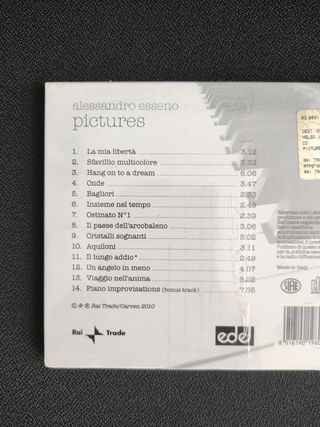 alessandro esseno
pictures
1. La mia libertà 3.12
2. Sfavillio multicolore 3.32
3. Hang on to a dream 6.06
4. Onde 3.47
5. Bagliori 2.33
6. Insieme nel tempo 2.49
7. Ostinato N°1 2.39
8. Il paese dell'arcobaleno 3.06
9. Cristalli sognanti 3.02
10. Aquiloni 3.11
11. Il lungo addio* 2.49
12. Un angelo in meno 4.57
13. Viaggio nell'anima 3.22
14. Piano improvisations (bonus track) 7.55
© & ℗ Rai Trade/Carven 2010
Rai Trade
edel
Made in Italy
SIAE
CD